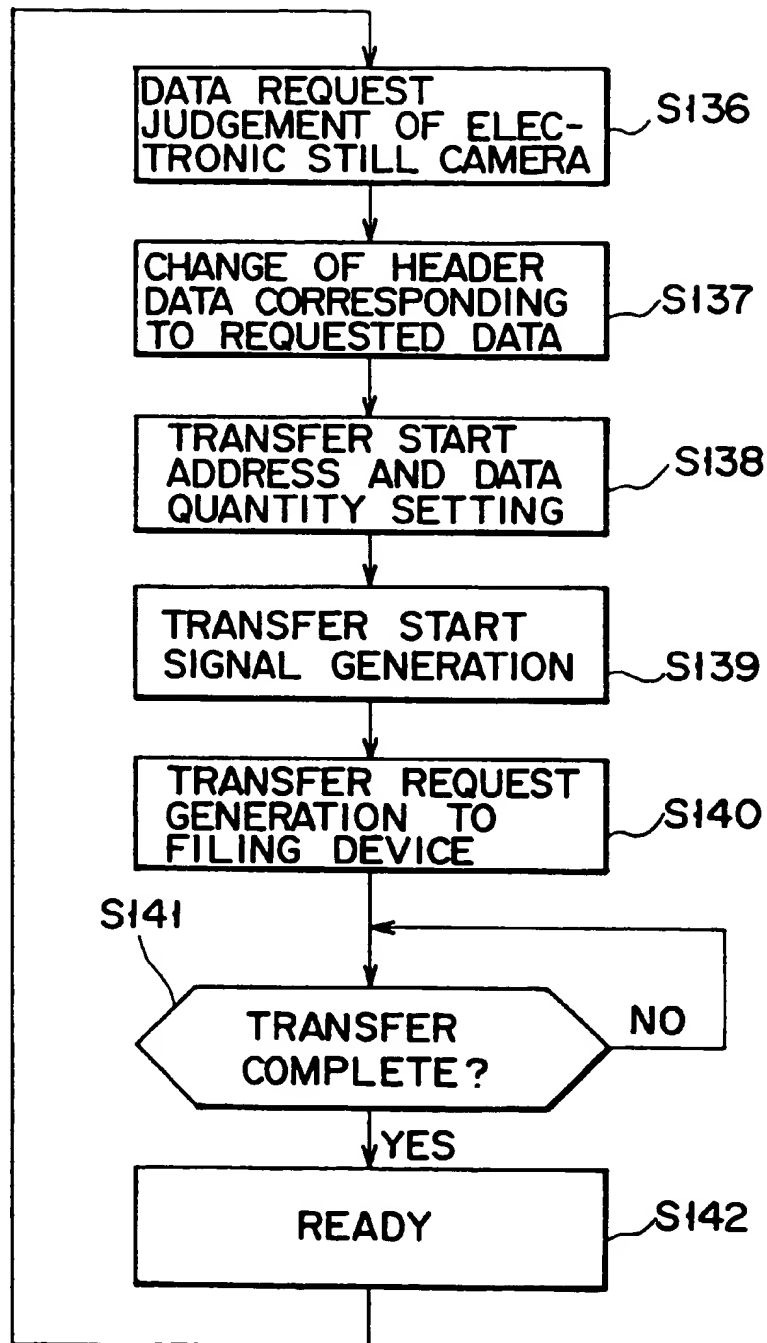 DATA REQUEST
JUDGEMENT OF ELEC-
TRONIC STILL CAMERA
S136
CHANGE OF HEADER
DATA CORRESPONDING
TO REQUESTED DATA
S137
TRANSFER START
ADDRESS AND DATA
QUANTITY SETTING
S138
TRANSFER START
SIGNAL GENERATION
S139
TRANSFER REQUEST
GENERATION TO
FILING DEVICE
S140
S141
TRANSFER
COMPLETE?
NO
YES
READY
S142